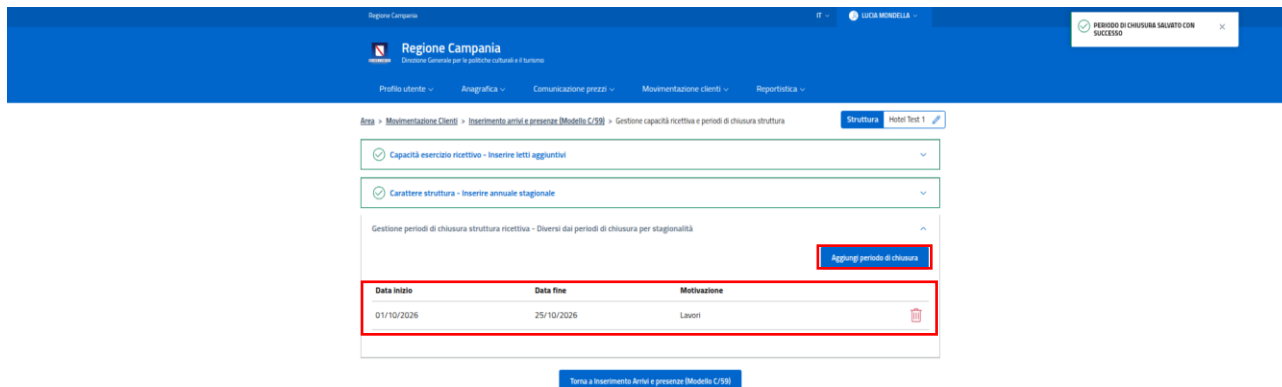 Regione Campania
IT
LUCIA MONDELLA
PERIODO DI CHIUSURA SALVATO CON
SUCCESSO
Regione Campania
Direzione Generale per le politiche culturali e il turismo
Profilo utente
Anagrafica
Comunicazione prezzi
Movimentazione clienti
Reportistica
Area > Movimentazione Clienti > Inserimento arrivi e presenze (Modello C/59) > Gestione capacità ricettiva e periodi di chiusura struttura
Struttura Hotel Test 1
Capacità esercizio ricettivo - Inserire letti aggiuntivi
Carattere struttura - Inserire annuale stagionale
Gestione periodi di chiusura struttura ricettiva - Diversi dai periodi di chiusura per stagionalità
Aggiungi periodo di chiusura
Data inizio Data fine Motivazione
01/10/2026 25/10/2026 Lavori
Torna a Inserimento Arrivi e presenze (Modello C/59)